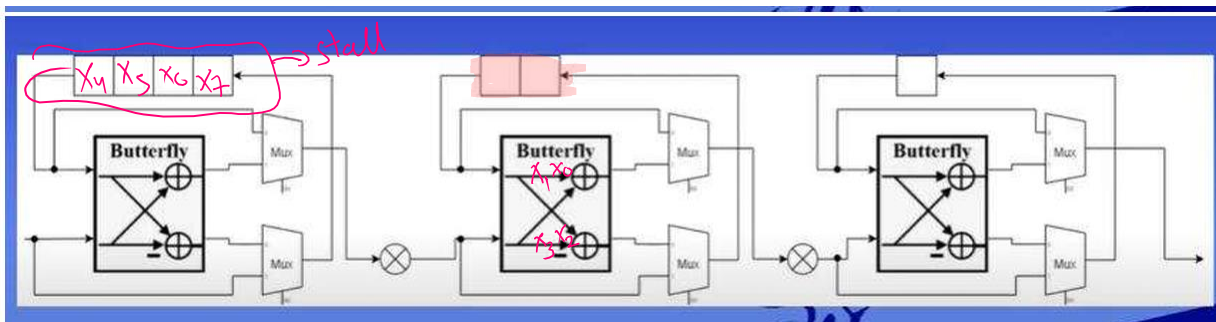 stall
X4 X5 X6 X7
Mux Mux Mux
Butterfly Butterfly Butterfly
X1 X0
X3 X2
Mux Mux Mux